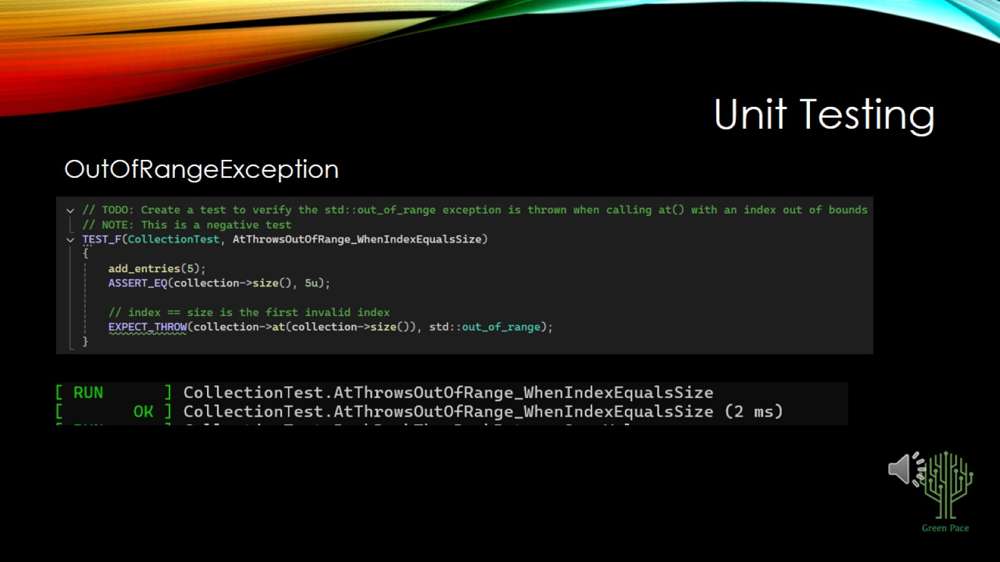 Unit Testing
OutOfRangeException
// TODO: Create a test to verify the std::out_of_range exception is thrown when calling at() with an index out of bounds
// NOTE: This is a negative test
TEST_F(CollectionTest, AtThrowsOutOfRange_WhenIndexEqualsSize)
{
add_entries(5);
ASSERT_EQ(collection->size(), 5u);
// index == size is the first invalid index
EXPECT_THROW(collection->at(collection->size()), std::out_of_range);
}
[ RUN      ] CollectionTest.AtThrowsOutOfRange_WhenIndexEqualsSize
[       OK ] CollectionTest.AtThrowsOutOfRange_WhenIndexEqualsSize (2 ms)
Green Pace